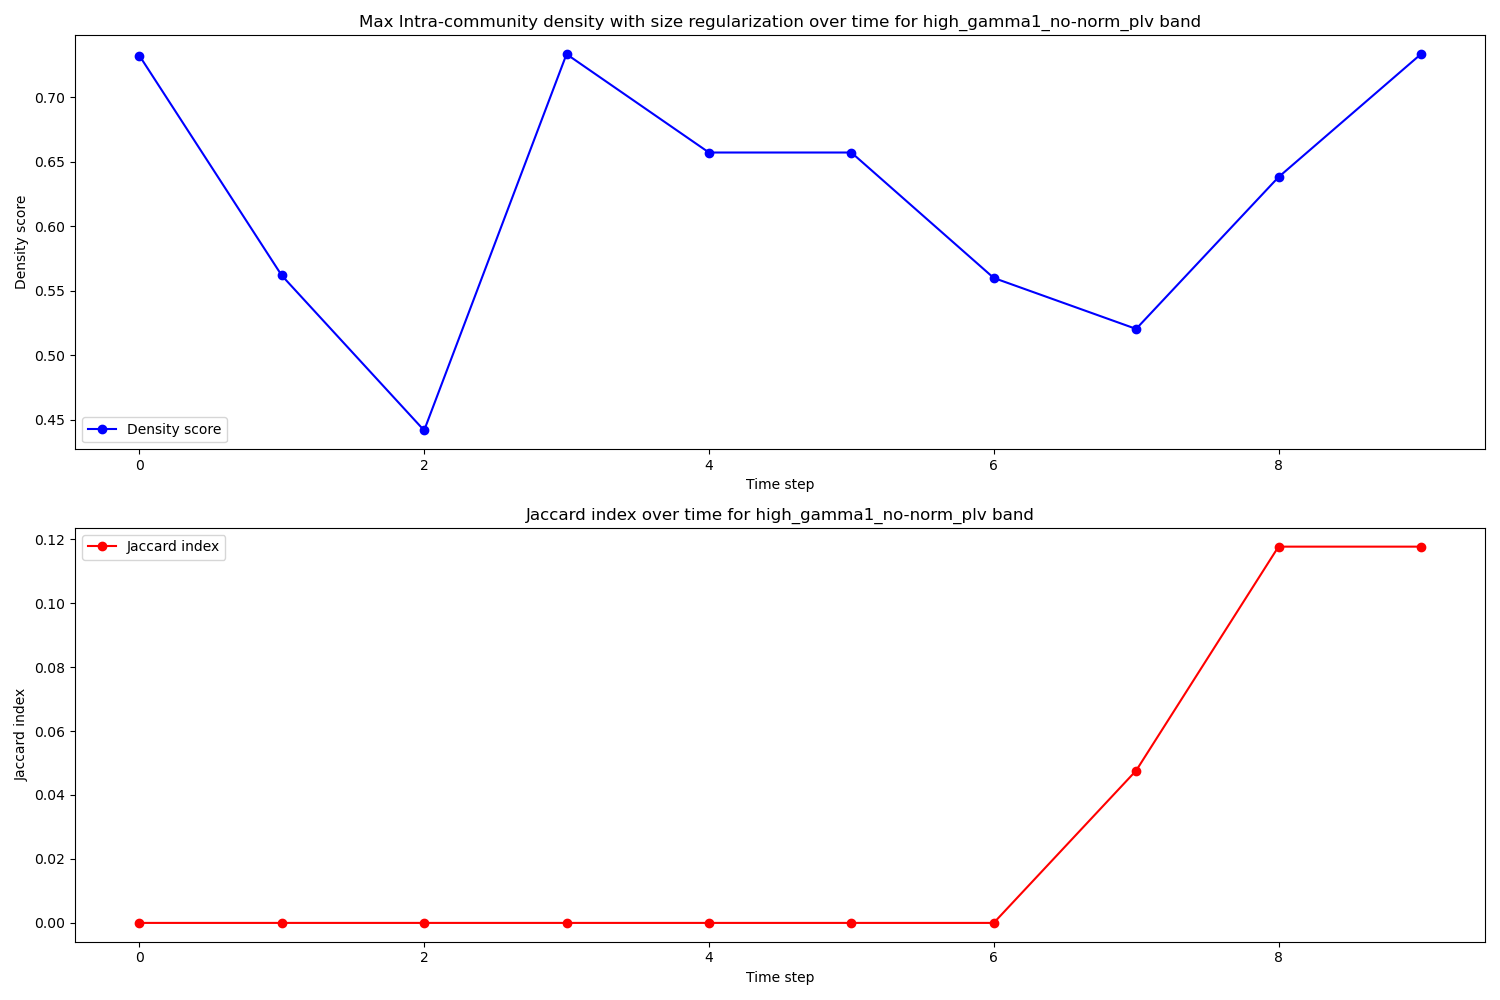 Max Intra-community density with size regularization over time for high_gamma1_no-norm_plv band
Density score
0.70
0.65
0.60
0.55
0.50
0.45
Density score
0 2 4 6 8
Time step
Jaccard index over time for high_gamma1_no-norm_plv band
Jaccard index
0.12
0.10
0.08
0.06
0.04
0.02
0.00
Jaccard index
0 2 4 6 8
Time step